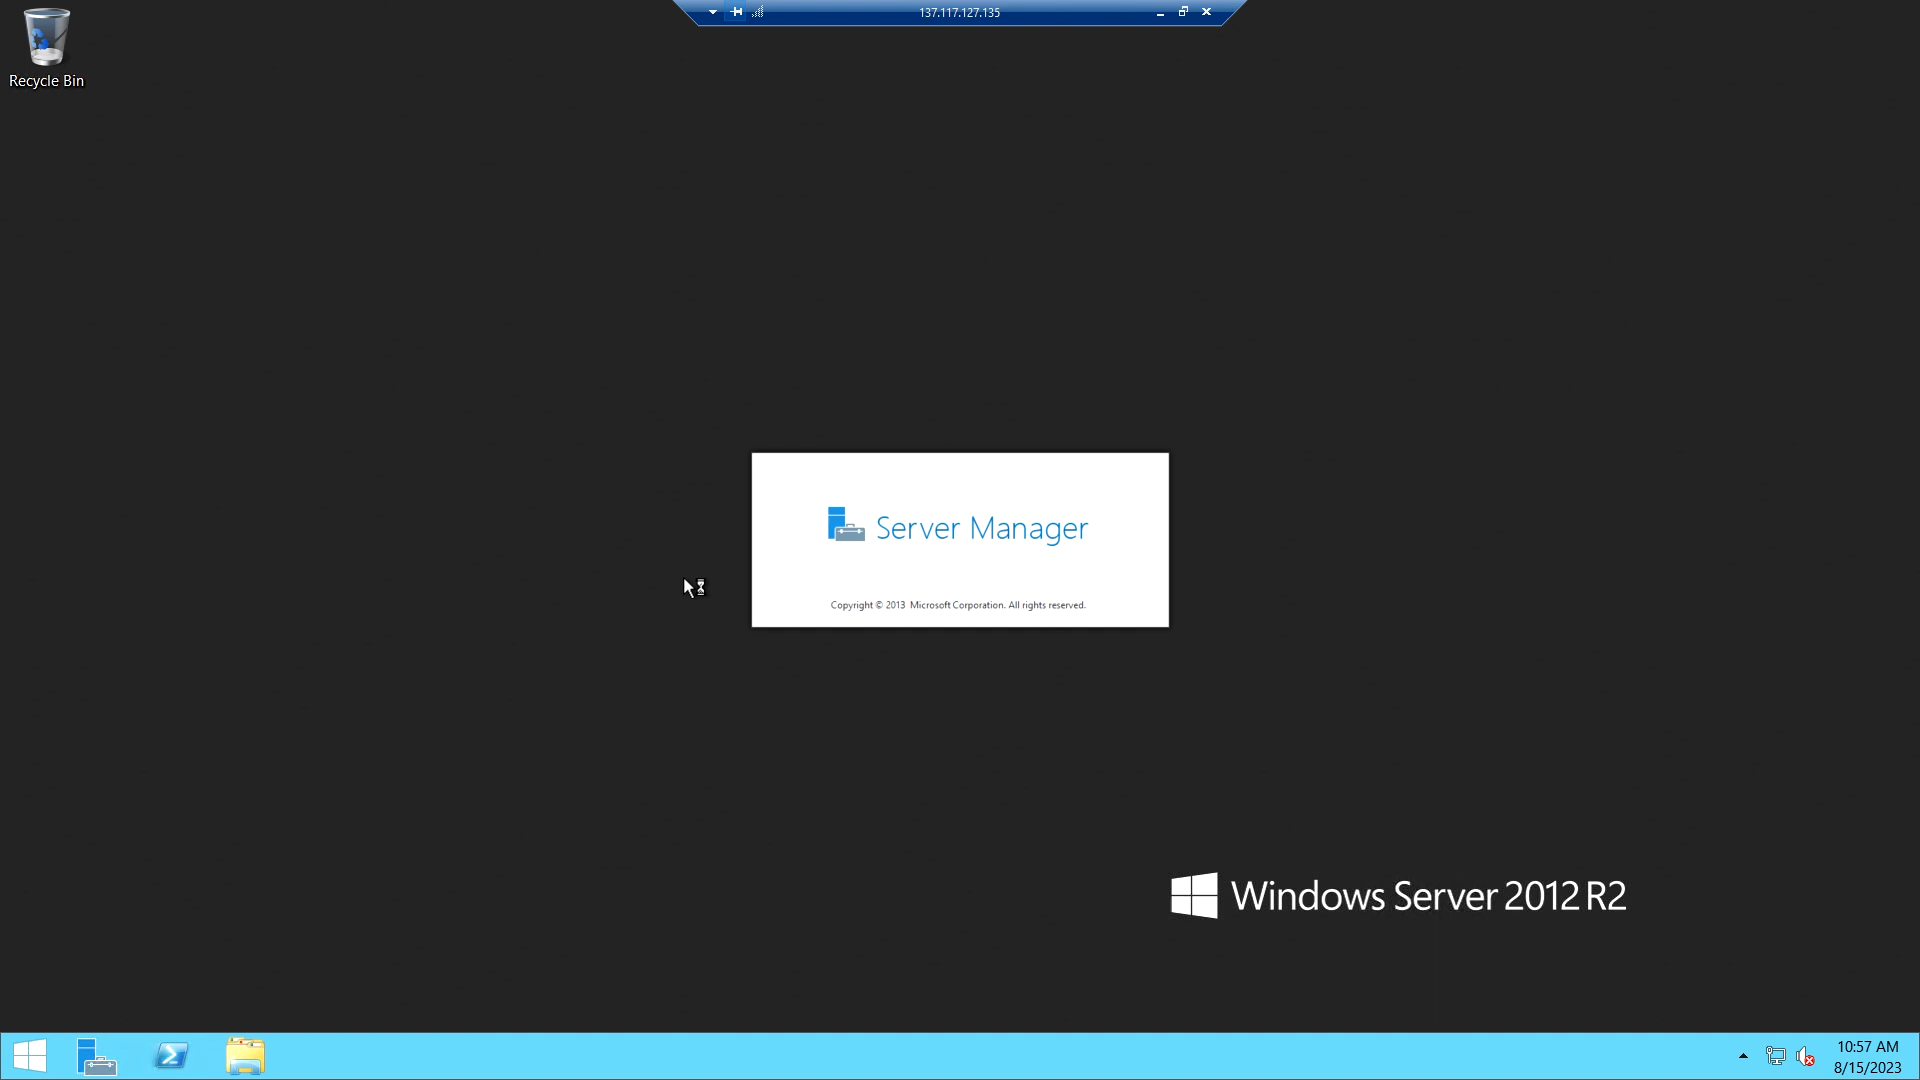 137.117.127.135
Recycle Bin
Server Manager
Copyright © 2013 Microsoft Corporation. All rights reserved.
Windows Server 2012 R2
10:57 AM
8/15/2023